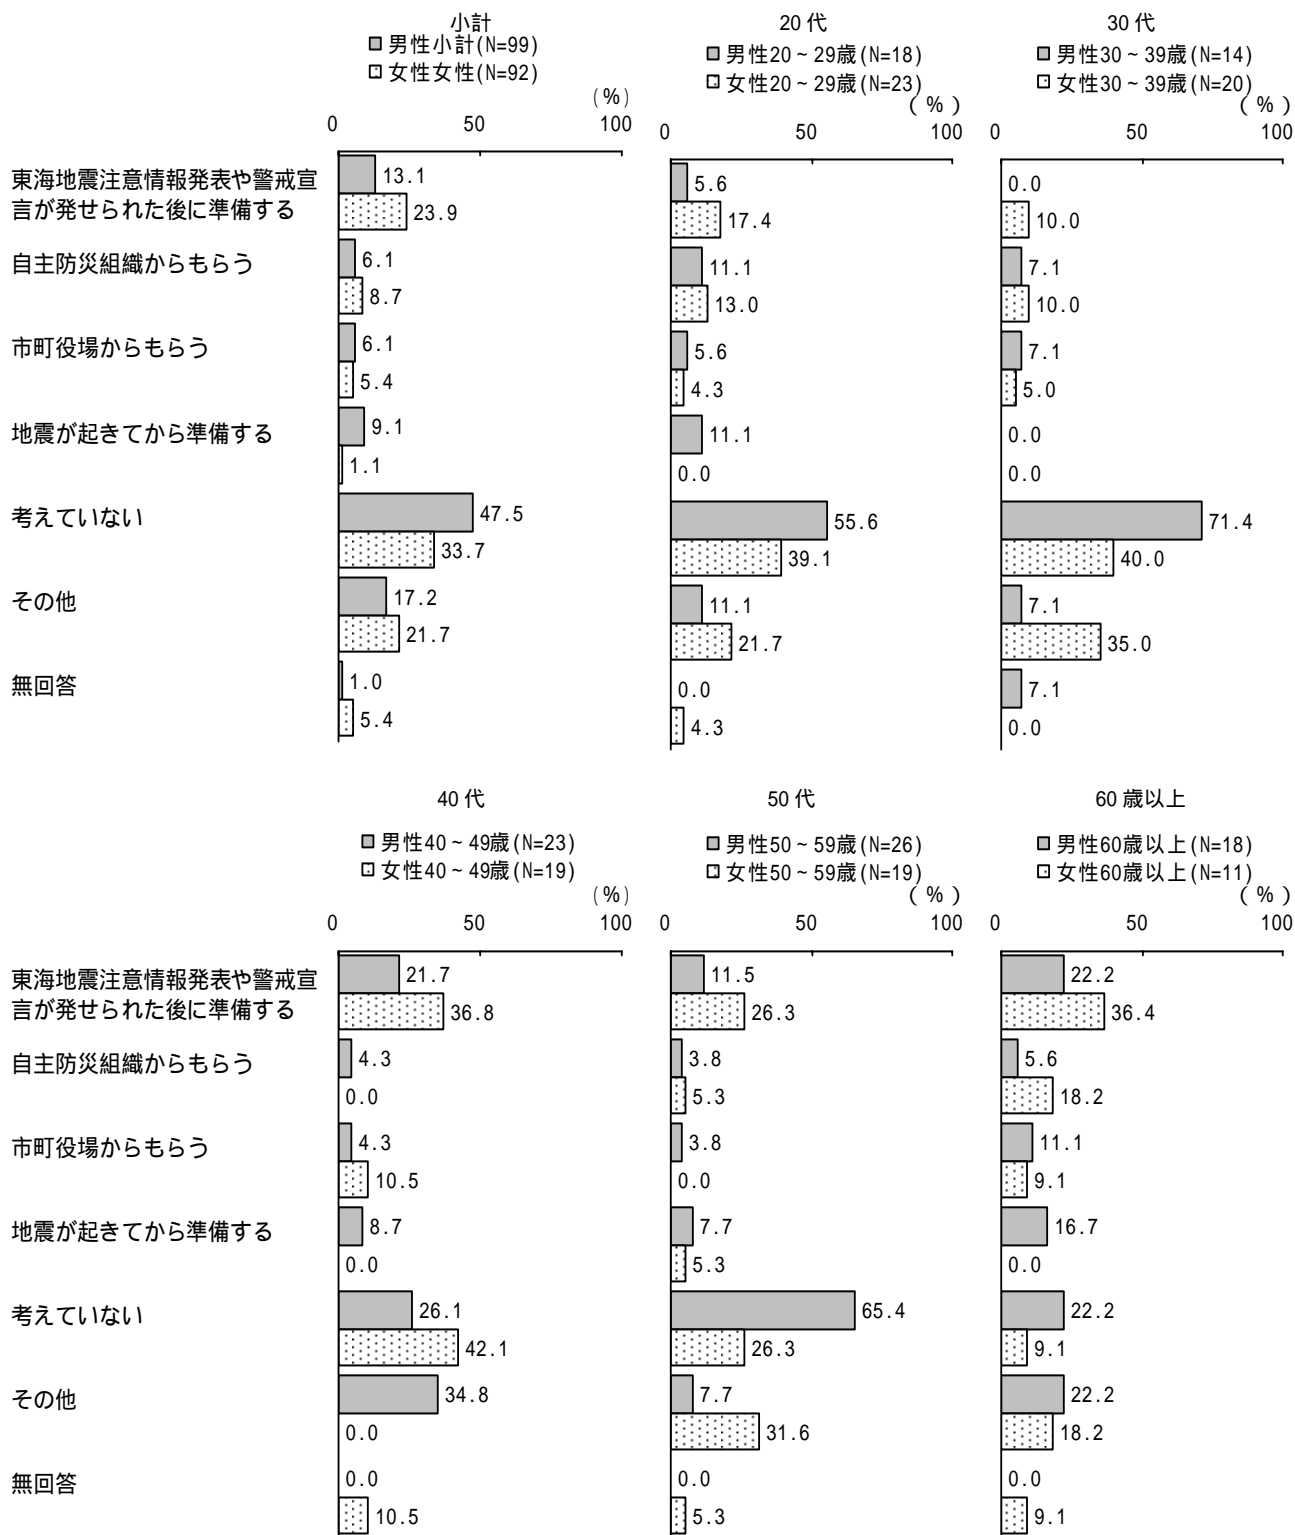 小計
■男性小計(N=99)
□女性女性(N=92)
(%)
0 50 100
東海地震注意情報発表や警戒宣
言が発せられた後に準備する
13.1
23.9
自主防災組織からもらう
6.1
8.7
市町役場からもらう
6.1
5.4
地震が起きてから準備する
9.1
1.1
考えていない
47.5
33.7
その他
17.2
21.7
無回答
1.0
5.4
20代
■男性20~29歳(N=18)
□女性20~29歳(N=23)
(%)
0 50 100
5.6
17.4
11.1
13.0
5.6
4.3
11.1
0.0
55.6
39.1
11.1
21.7
0.0
4.3
30代
■男性30~39歳(N=14)
□女性30~39歳(N=20)
(%)
0 50 100
0.0
10.0
7.1
10.0
7.1
5.0
0.0
0.0
71.4
40.0
7.1
35.0
7.1
0.0
40代
■男性40~49歳(N=23)
□女性40~49歳(N=19)
(%)
0 50 100
東海地震注意情報発表や警戒宣
言が発せられた後に準備する
21.7
36.8
自主防災組織からもらう
4.3
0.0
市町役場からもらう
4.3
10.5
地震が起きてから準備する
8.7
0.0
考えていない
26.1
42.1
その他
34.8
0.0
無回答
0.0
10.5
50代
■男性50~59歳(N=26)
□女性50~59歳(N=19)
(%)
0 50 100
11.5
26.3
3.8
5.3
3.8
0.0
7.7
5.3
65.4
26.3
7.7
31.6
0.0
5.3
60歳以上
■男性60歳以上(N=18)
□女性60歳以上(N=11)
(%)
0 50 100
22.2
36.4
5.6
18.2
11.1
9.1
16.7
0.0
22.2
9.1
22.2
18.2
0.0
9.1